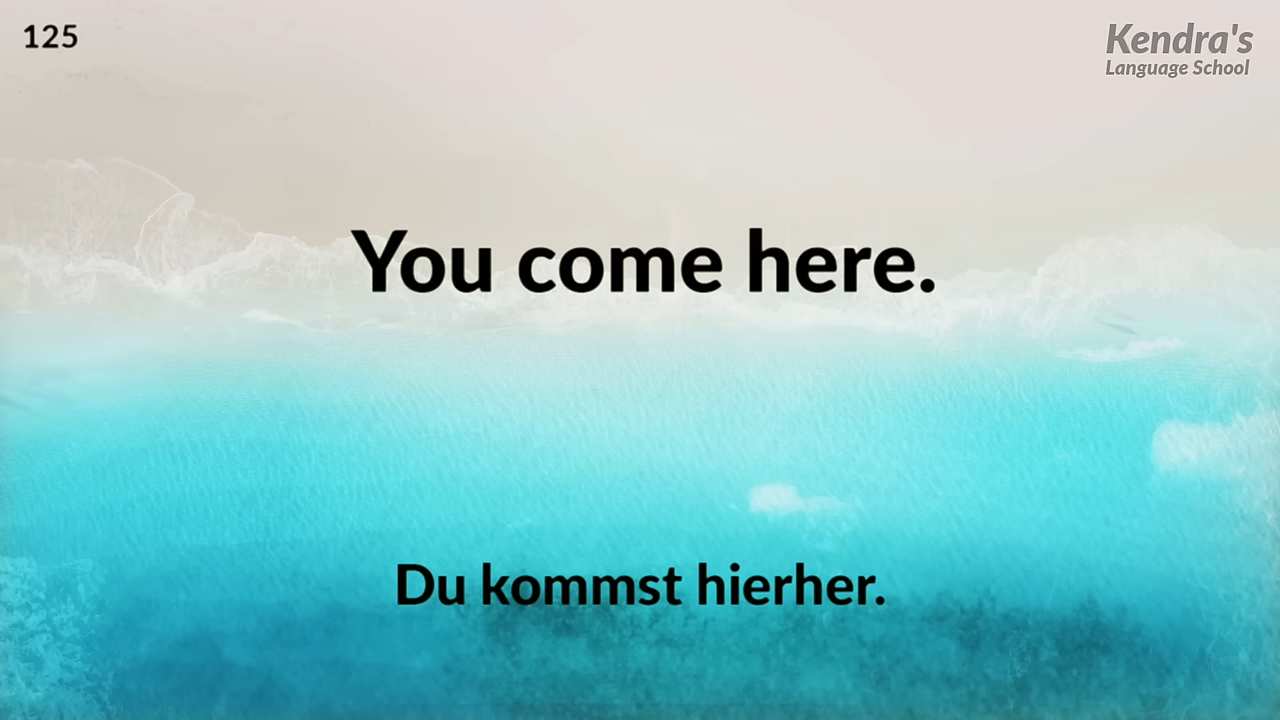 125
Kendra's
Language School
You come here.
Du kommst hierher.